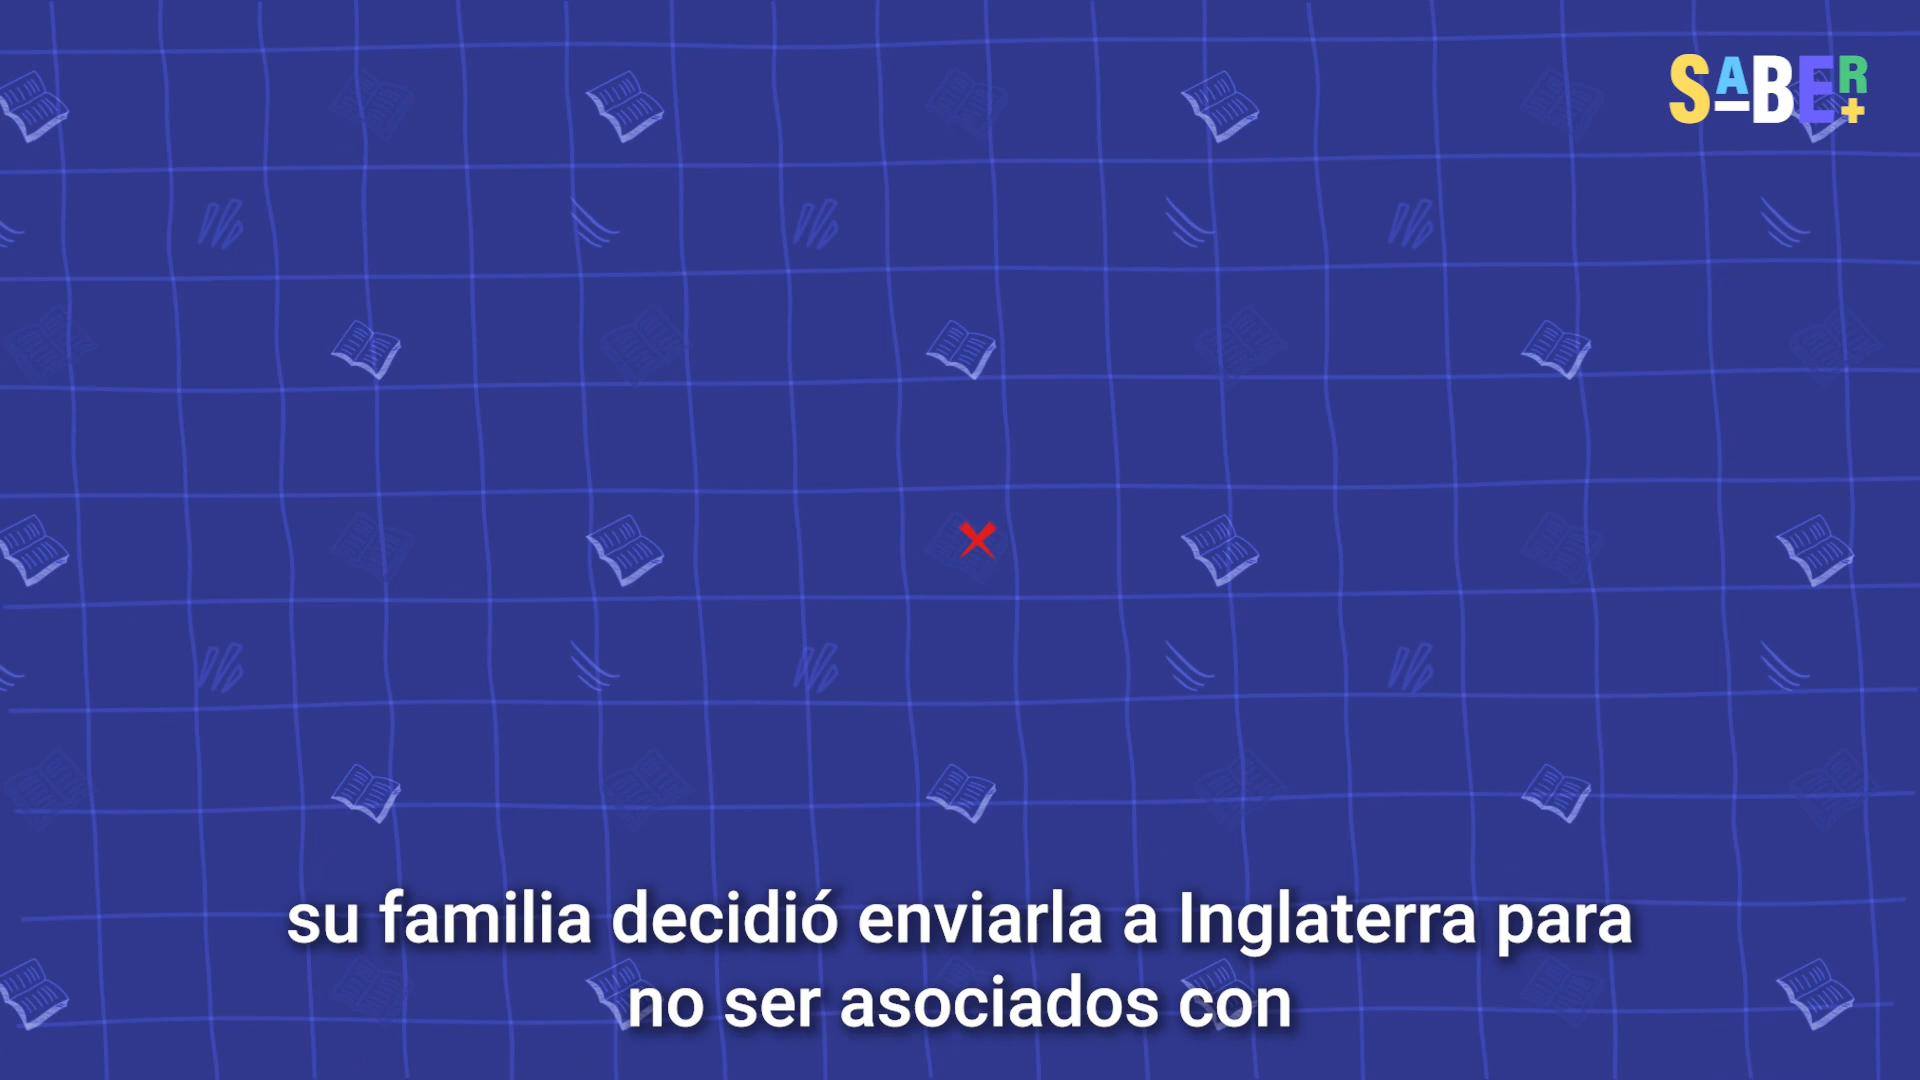 SABER+
su familia decidió enviarla a Inglaterra para
no ser asociados con